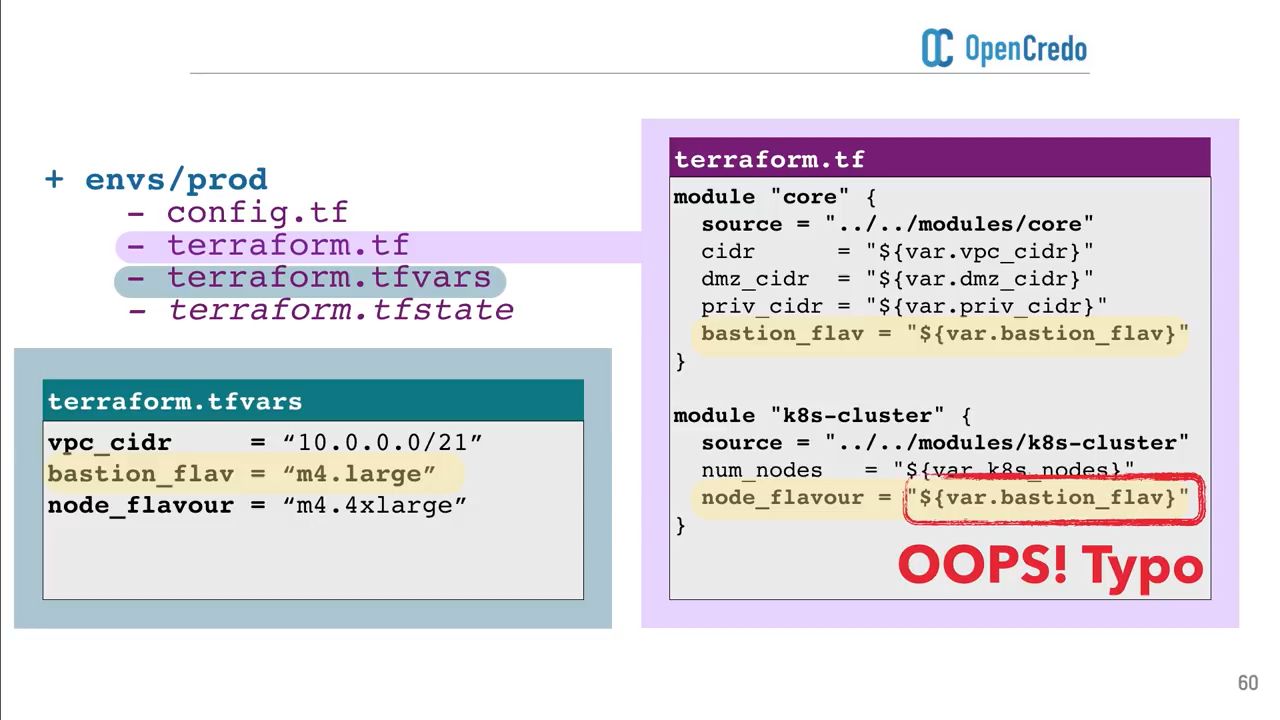 OpenCredo
+ envs/prod
- config.tf
- terraform.tf
- terraform.tfvars
- terraform.tfstate
terraform.tfvars
vpc_cidr = “10.0.0.0/21”
bastion_flav = “m4.large”
node_flavour = “m4.4xlarge”
terraform.tf
module "core" {
source = "../../modules/core"
cidr = "${var.vpc_cidr}"
dmz_cidr = "${var.dmz_cidr}"
priv_cidr = "${var.priv_cidr}"
bastion_flav = "${var.bastion_flav}"
}
module "k8s-cluster" {
source = "../../modules/k8s-cluster"
num_nodes = "${var.k8s_nodes}"
node_flavour = "${var.bastion_flav}"
}
OOPS! Typo
60